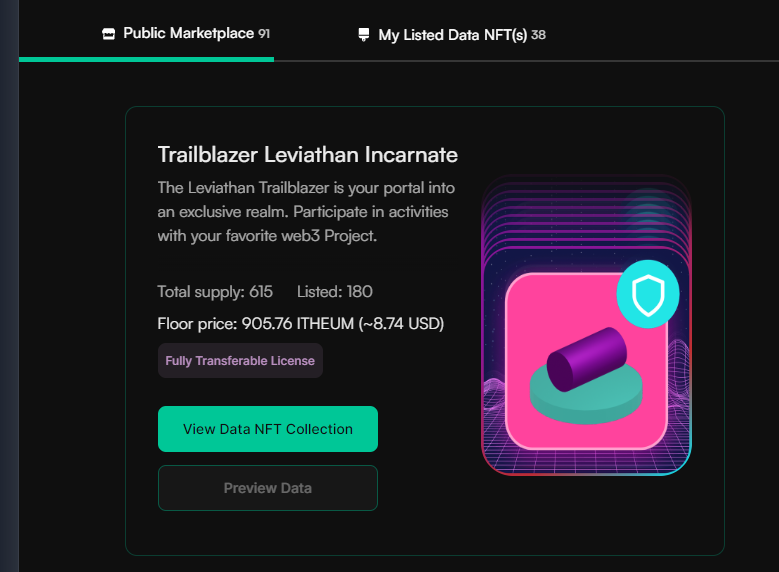 Public Marketplace 91
My Listed Data NFT(s) 38
Trailblazer Leviathan Incarnate
The Leviathan Trailblazer is your portal into
an exclusive realm. Participate in activities
with your favorite web3 Project.
Total supply: 615 Listed: 180
Floor price: 905.76 ITHEUM (~8.74 USD)
Fully Transferable License
View Data NFT Collection
Preview Data